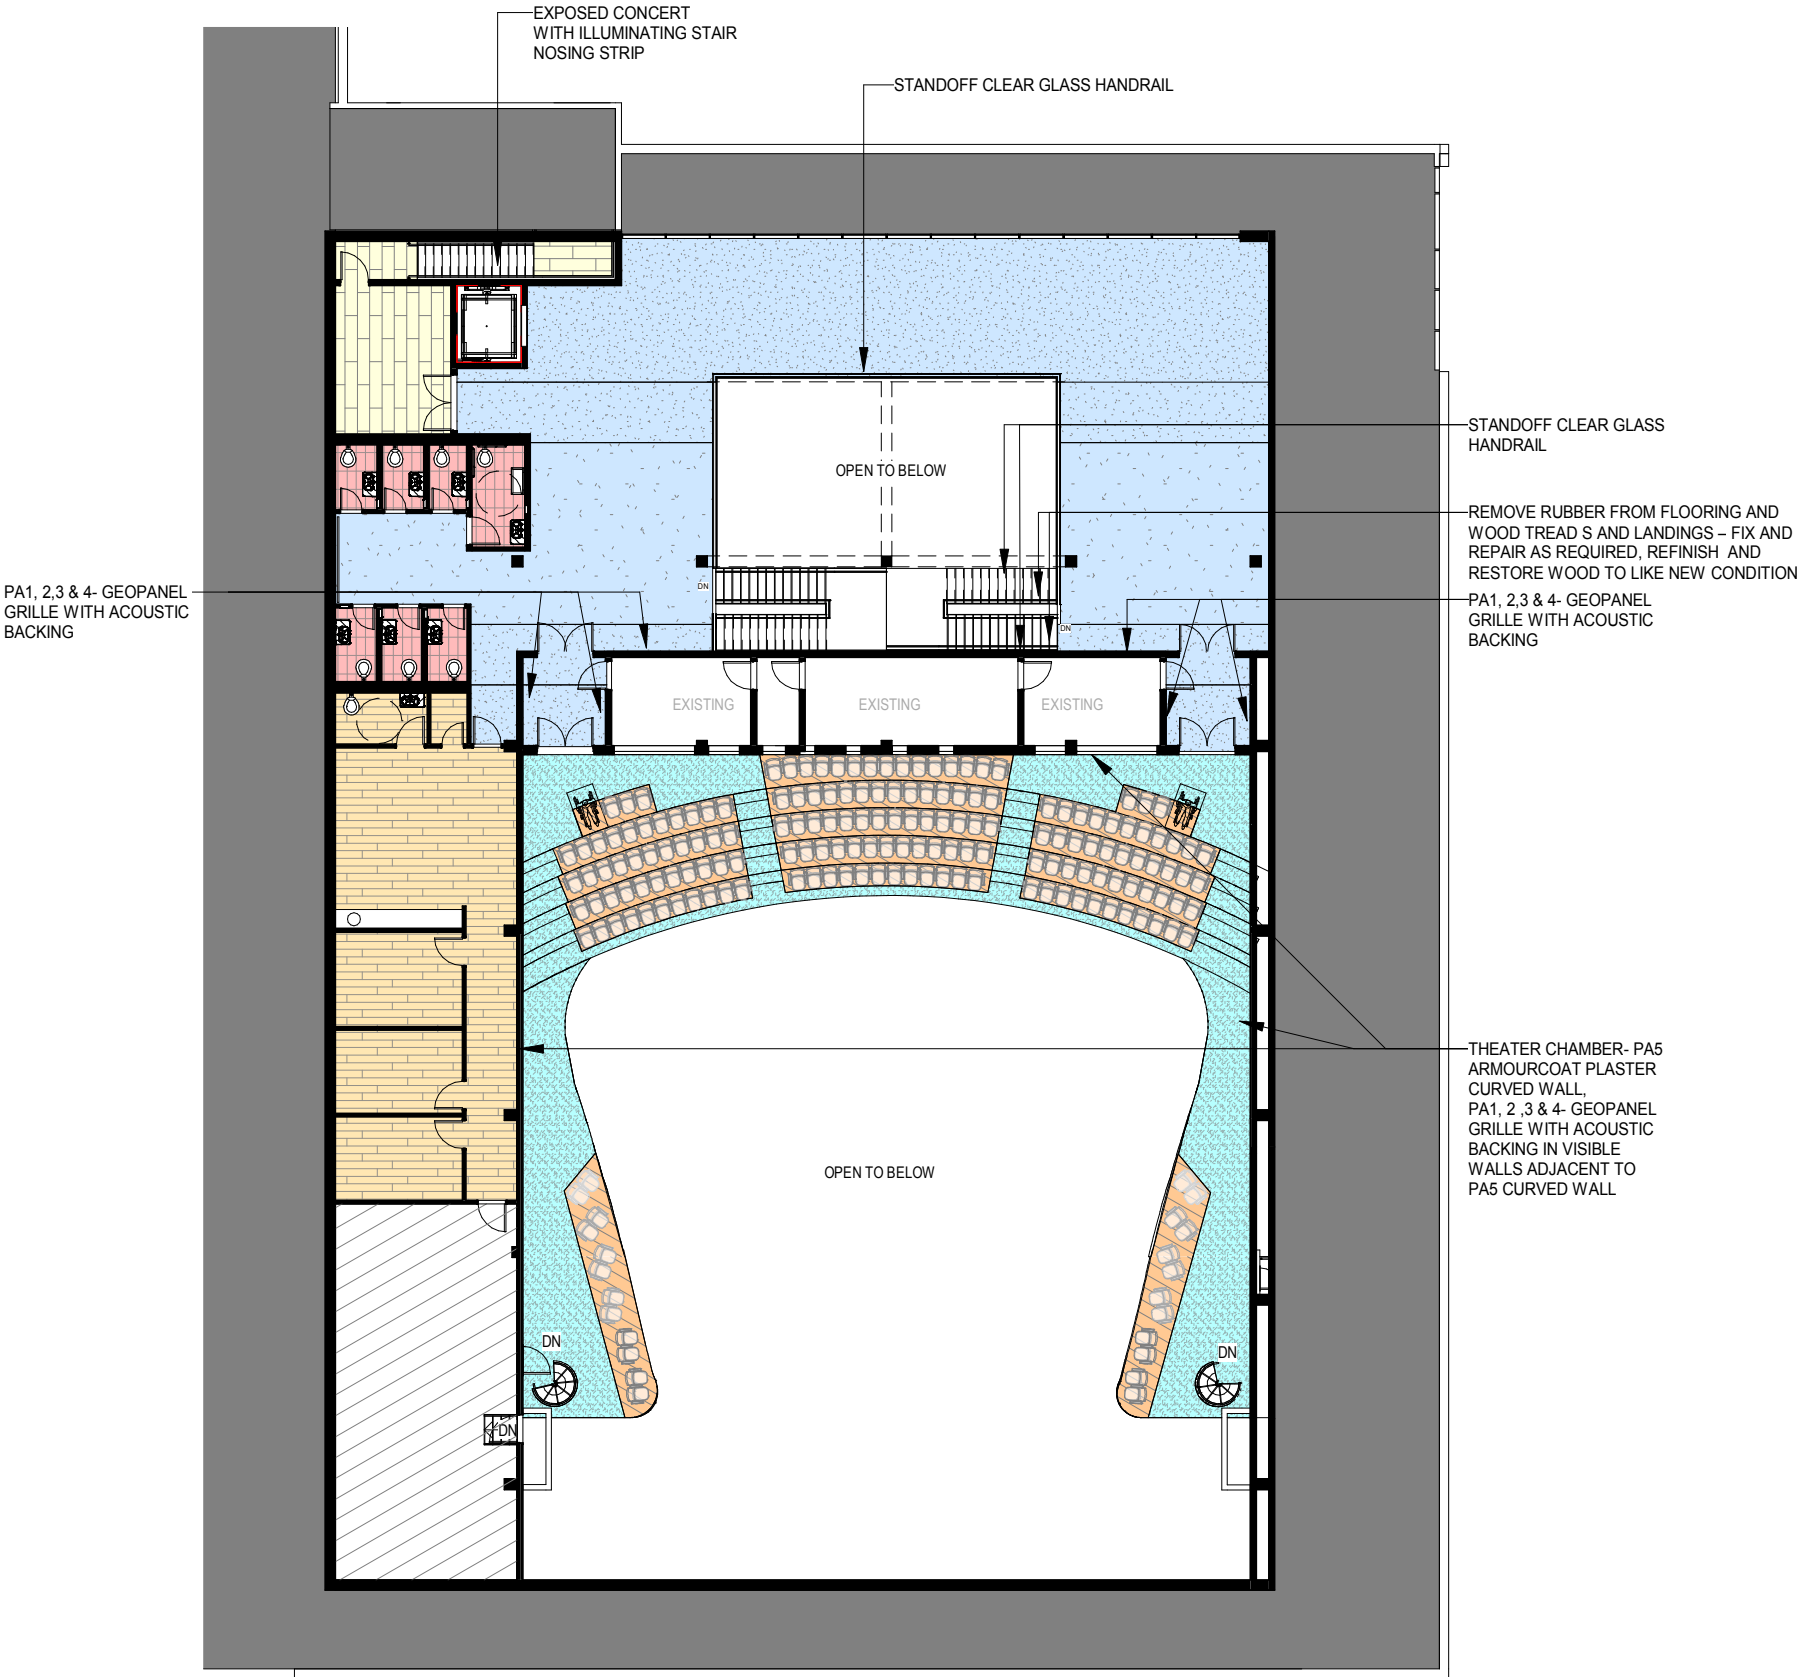 EXPOSED CONCERT
WITH ILLUMINATING STAIR
NOSING STRIP
STANDOFF CLEAR GLASS HANDRAIL
STANDOFF CLEAR GLASS
HANDRAIL
OPEN TO BELOW
REMOVE RUBBER FROM FLOORING AND
WOOD TREAD S AND LANDINGS – FIX AND
REPAIR AS REQUIRED, REFINISH AND
RESTORE WOOD TO LIKE NEW CONDITION
PA1, 2,3 & 4- GEOPANEL
GRILLE WITH ACOUSTIC
BACKING
DN
PA1, 2,3 & 4- GEOPANEL
GRILLE WITH ACOUSTIC
BACKING
DN
EXISTING
EXISTING
EXISTING
THEATER CHAMBER- PA5
ARMOURCOAT PLASTER
CURVED WALL,
PA1, 2 ,3 & 4- GEOPANEL
GRILLE WITH ACOUSTIC
BACKING IN VISIBLE
WALLS ADJACENT TO
PA5 CURVED WALL
OPEN TO BELOW
DN
DN
DN